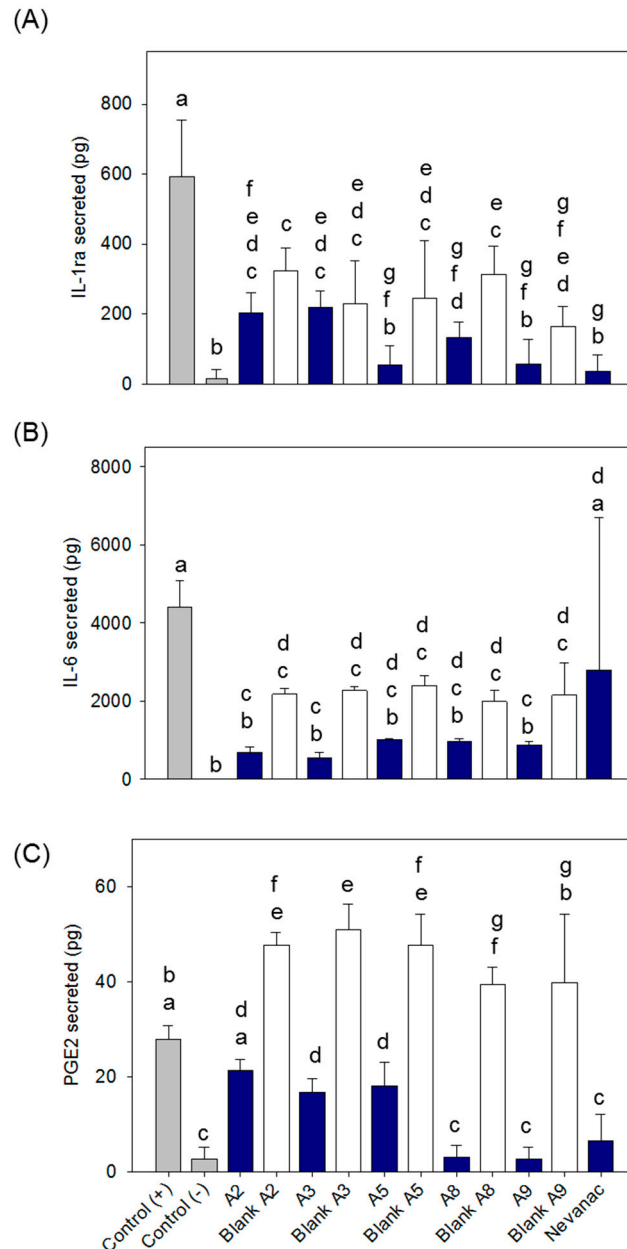 (A)
800
600
400
200
0
IL-1ra secreted (pg)
a
b
f
e
d
c
c
e
d
c
e
d
c
g
f
b
e
d
c
g
f
d
e
c
g
f
b
g
f
e
d
g
b
(B)
8000
6000
4000
2000
0
IL-6 secreted (pg)
a
b
c
b
d
c
c
b
d
c
d
c
b
d
c
d
c
b
d
c
c
b
d
c
d
a
(C)
60
40
20
0
PGE2 secreted (pg)
b
a
c
d
a
f
e
d
e
d
f
e
c
g
f
c
g
b
c
Control (+)
Control (-)
A2
Blank A2
A3
Blank A3
A5
Blank A5
A8
Blank A8
A9
Blank A9
Nevanac